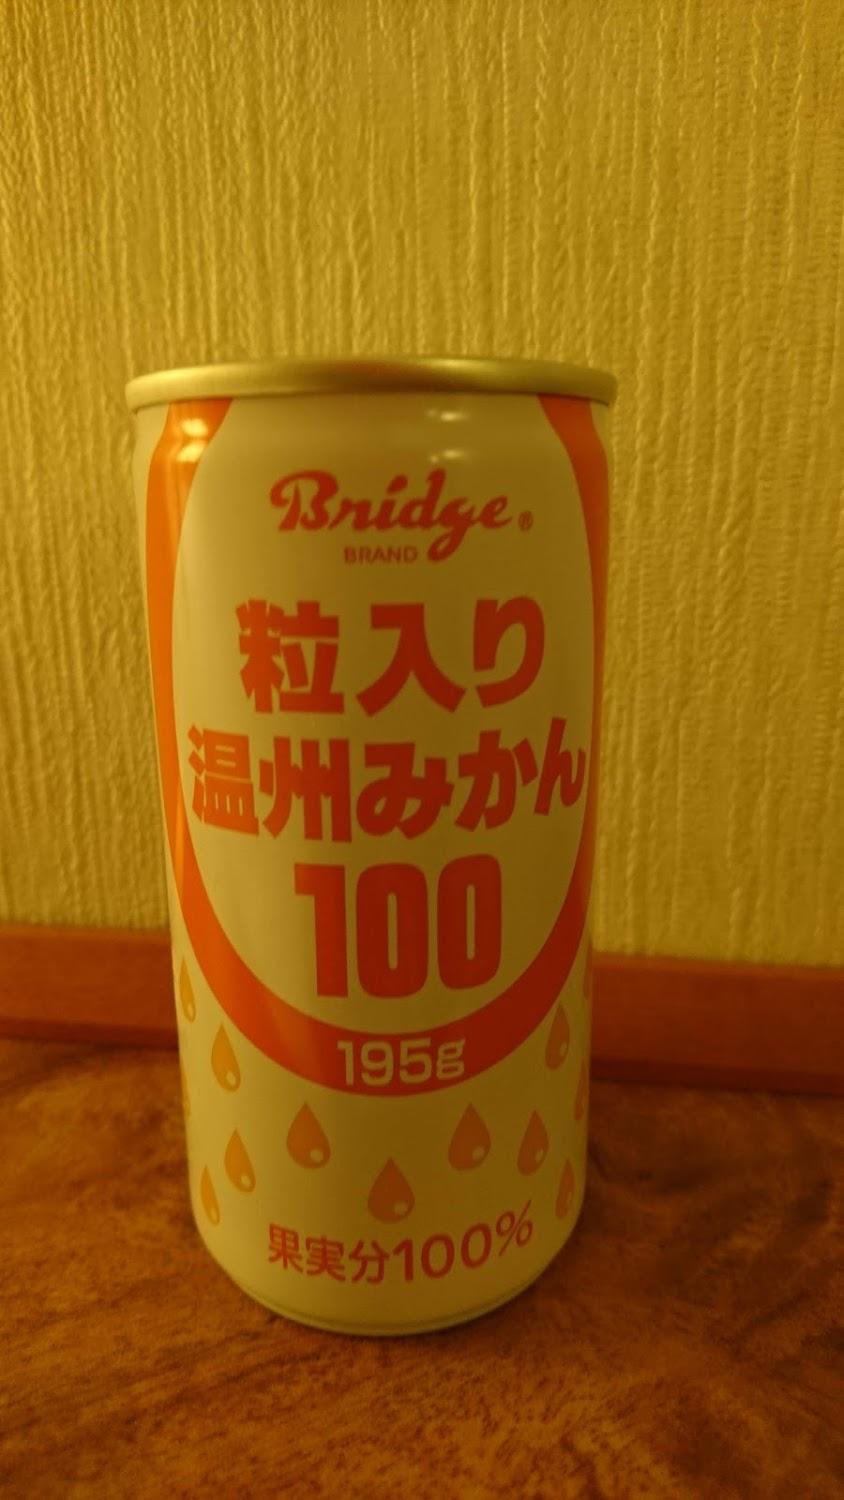 Bridge®
BRAND
粒入り
温州みかん
100
195g
果実分100%